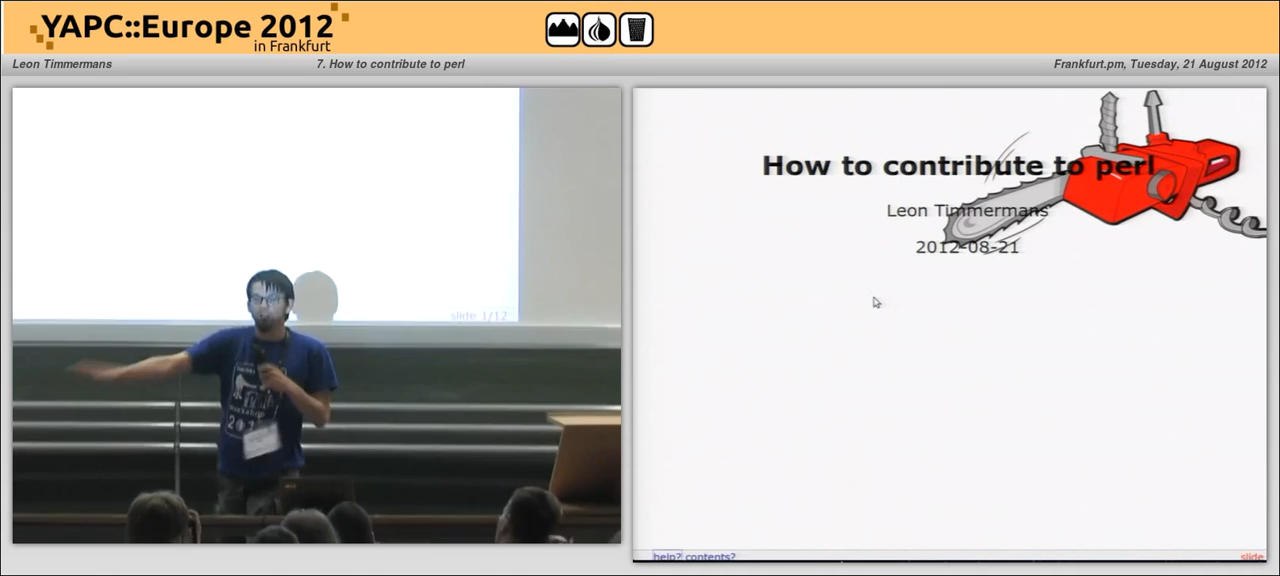 YAPC::Europe 2012
in Frankfurt
Leon Timmermans
7. How to contribute to perl
Frankfurt.pm, Tuesday, 21 August 2012
slide 1/12
How to contribute to perl
Leon Timmermans
2012-08-21
help? contents?
slide